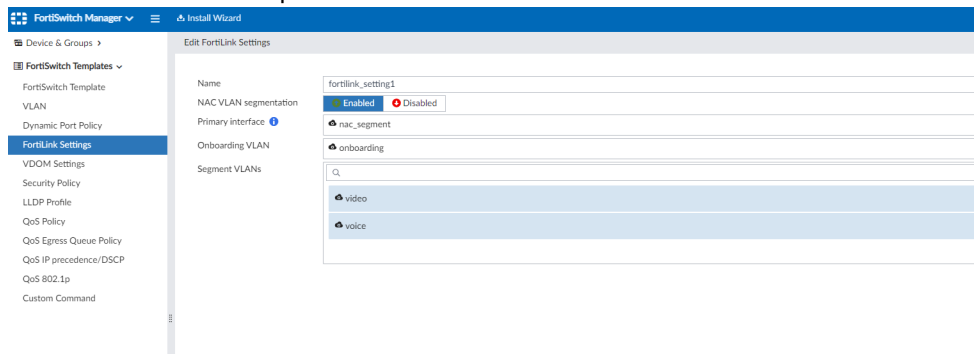 FortiSwitch Manager
Install Wizard
Device & Groups
Edit FortiLink Settings
FortiSwitch Templates
FortiSwitch Template
VLAN
Dynamic Port Policy
FortiLink Settings
VDOM Settings
Security Policy
LLDP Profile
QoS Policy
QoS Egress Queue Policy
QoS IP precedence/DSCP
QoS 802.1p
Custom Command
Name
fortilink_setting1
NAC VLAN segmentation
Enabled
Disabled
Primary interface
nac_segment
Onboarding VLAN
onboarding
Segment VLANs
video
voice